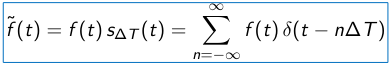 f̃(t) = f(t) s_{ΔT}(t) = ∑_{n=-∞}^{∞} f(t) δ(t − nΔT)